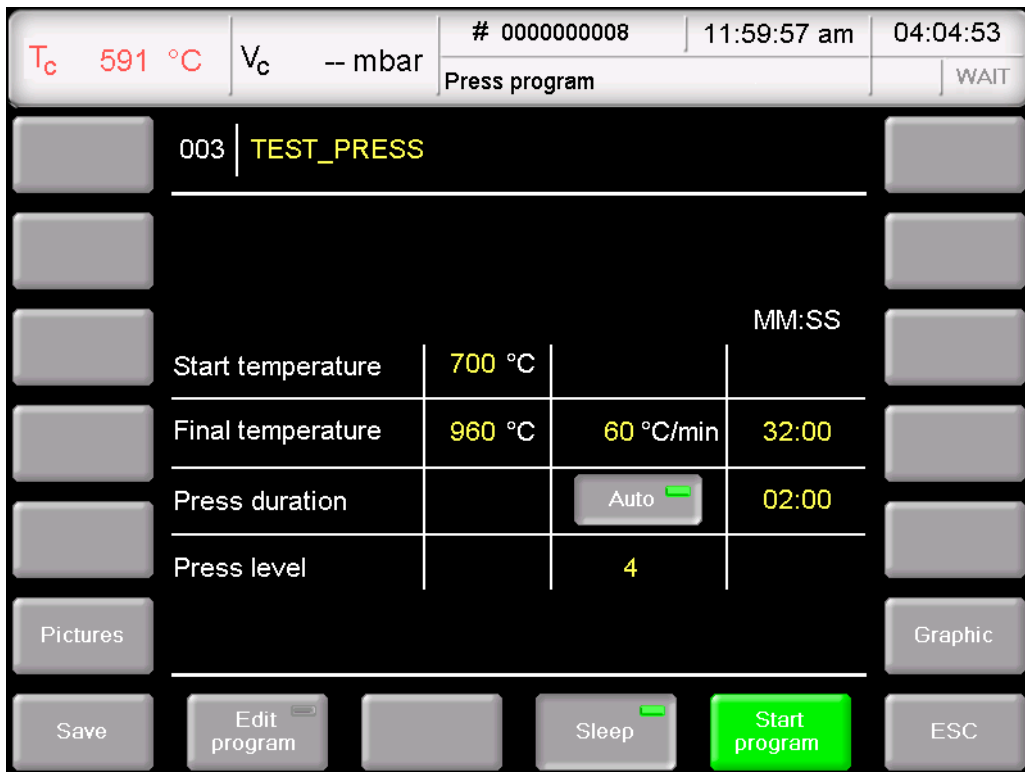 Tc 591 °C
Vc -- mbar
# 0000000008
11:59:57 am
04:04:53
Press program
WAIT
003 TEST_PRESS
MM:SS
Start temperature 700 °C
Final temperature 960 °C 60 °C/min 32:00
Press duration Auto 02:00
Press level 4
Pictures
Graphic
Save
Edit
program
Sleep
Start
program
ESC